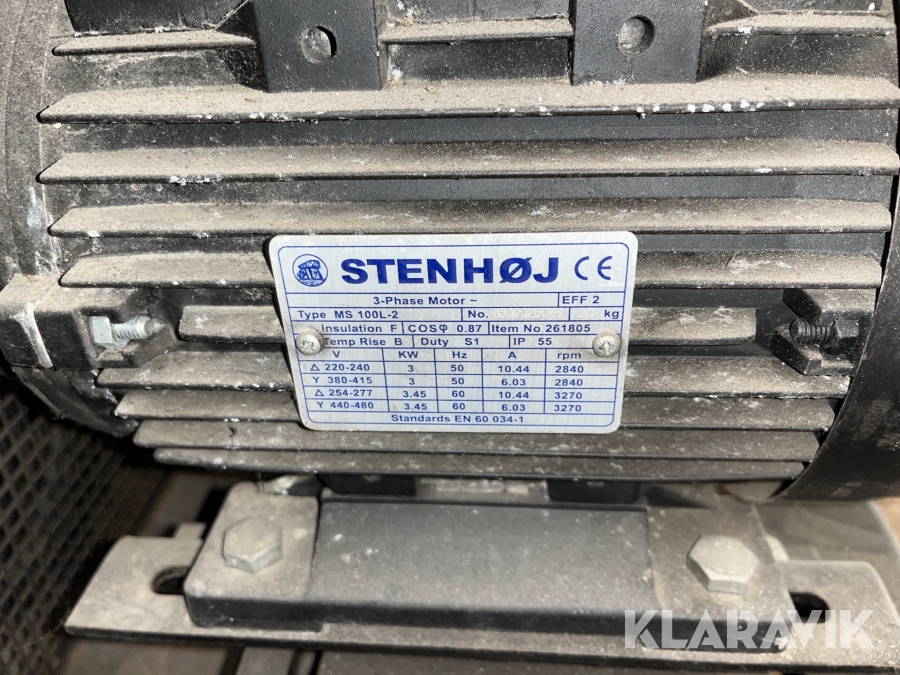 STENHØJ CE
3-Phase Motor ~ EFF 2
Type MS 100L-2 No. kg
Insulation F COSφ 0.87 Item No 261805
Temp Rise B Duty S1 IP 55
V KW Hz A rpm
Δ 220-240 3 50 10.44 2840
Y 380-415 3 50 6.03 2840
Δ 254-277 3.45 60 10.44 3270
Y 440-480 3.45 60 6.03 3270
Standards EN 60 034-1
KLARAVIK